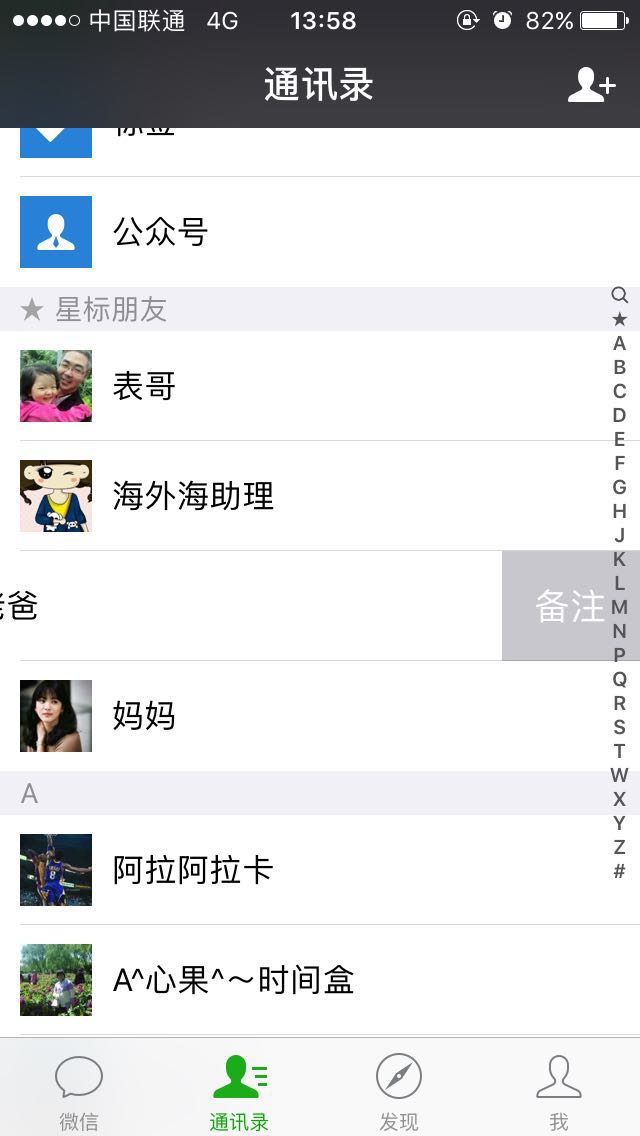 中国联通 4G 13:58 82%
通讯录
公众号
★ 星标朋友
表哥
海外海助理
老爸 备注
妈妈
A
阿拉阿拉卡
A^心果^～时间盒
★
A
B
C
D
E
F
G
H
J
K
L
M
N
P
Q
R
S
T
W
X
Y
Z
#
微信 通讯录 发现 我